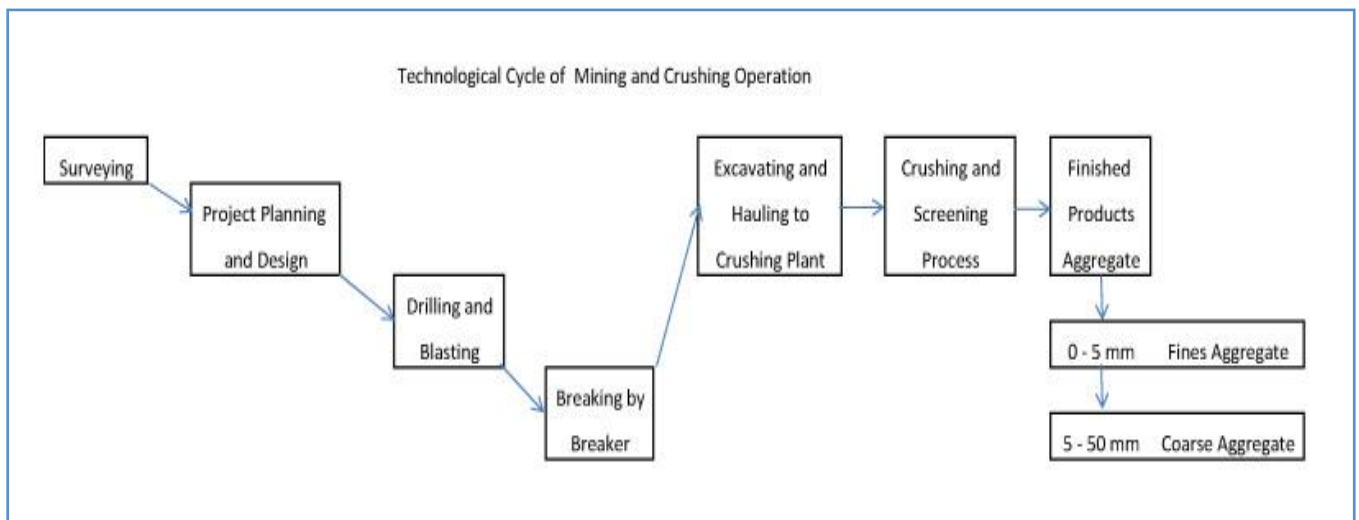 Technological Cycle of Mining and Crushing Operation
Surveying
Project Planning
and Design
Drilling and
Blasting
Breaking by
Breaker
Excavating and
Hauling to
Crushing Plant
Crushing and
Screening
Process
Finished
Products
Aggregate
0 - 5 mm Fines Aggregate
5 - 50 mm Coarse Aggregate